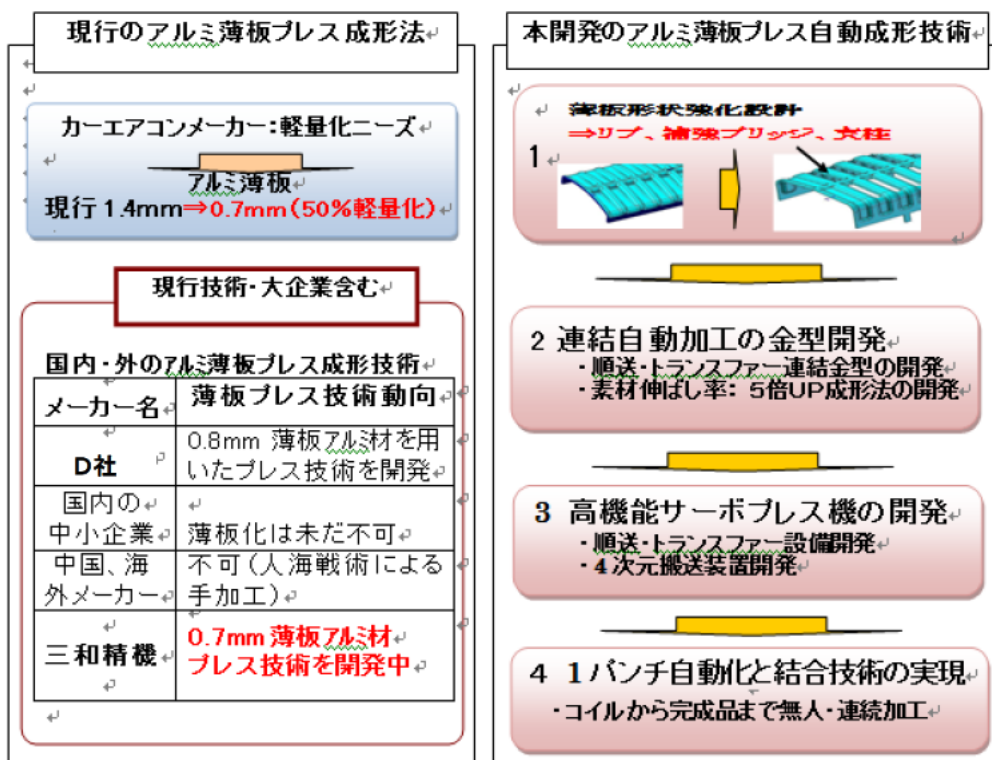 現行のアルミ薄板プレス成形法
カーエアコンメーカー：軽量化ニーズ
アルミ薄板
現行1.4mm⇒0.7mm（50％軽量化）
現行技術・大企業含む
国内・外のアルミ薄板プレス成形技術
メーカー名
薄板プレス技術動向
D社
0.8mm 薄板アルミ材を用
いたプレス技術を開発
国内の
中小企業
薄板化は未だ不可
中国、海
外メーカー
不可（人海戦術による
手加工）
三和精機
0.7mm 薄板アルミ材
プレス技術を開発中
本開発のアルミ薄板プレス自動成形技術
薄板形状強化設計
⇒リブ、補強ブリッジ、支柱
1
2 連結自動加工の金型開発
・順送・トランスファー連結金型の開発
・素材伸ばし率：5倍UP成形法の開発
3 高機能サーボプレス機の開発
・順送・トランスファー設備開発
・4次元搬送装置開発
4 1パンチ自動化と結合技術の実現
・コイルから完成品まで無人・連続加工